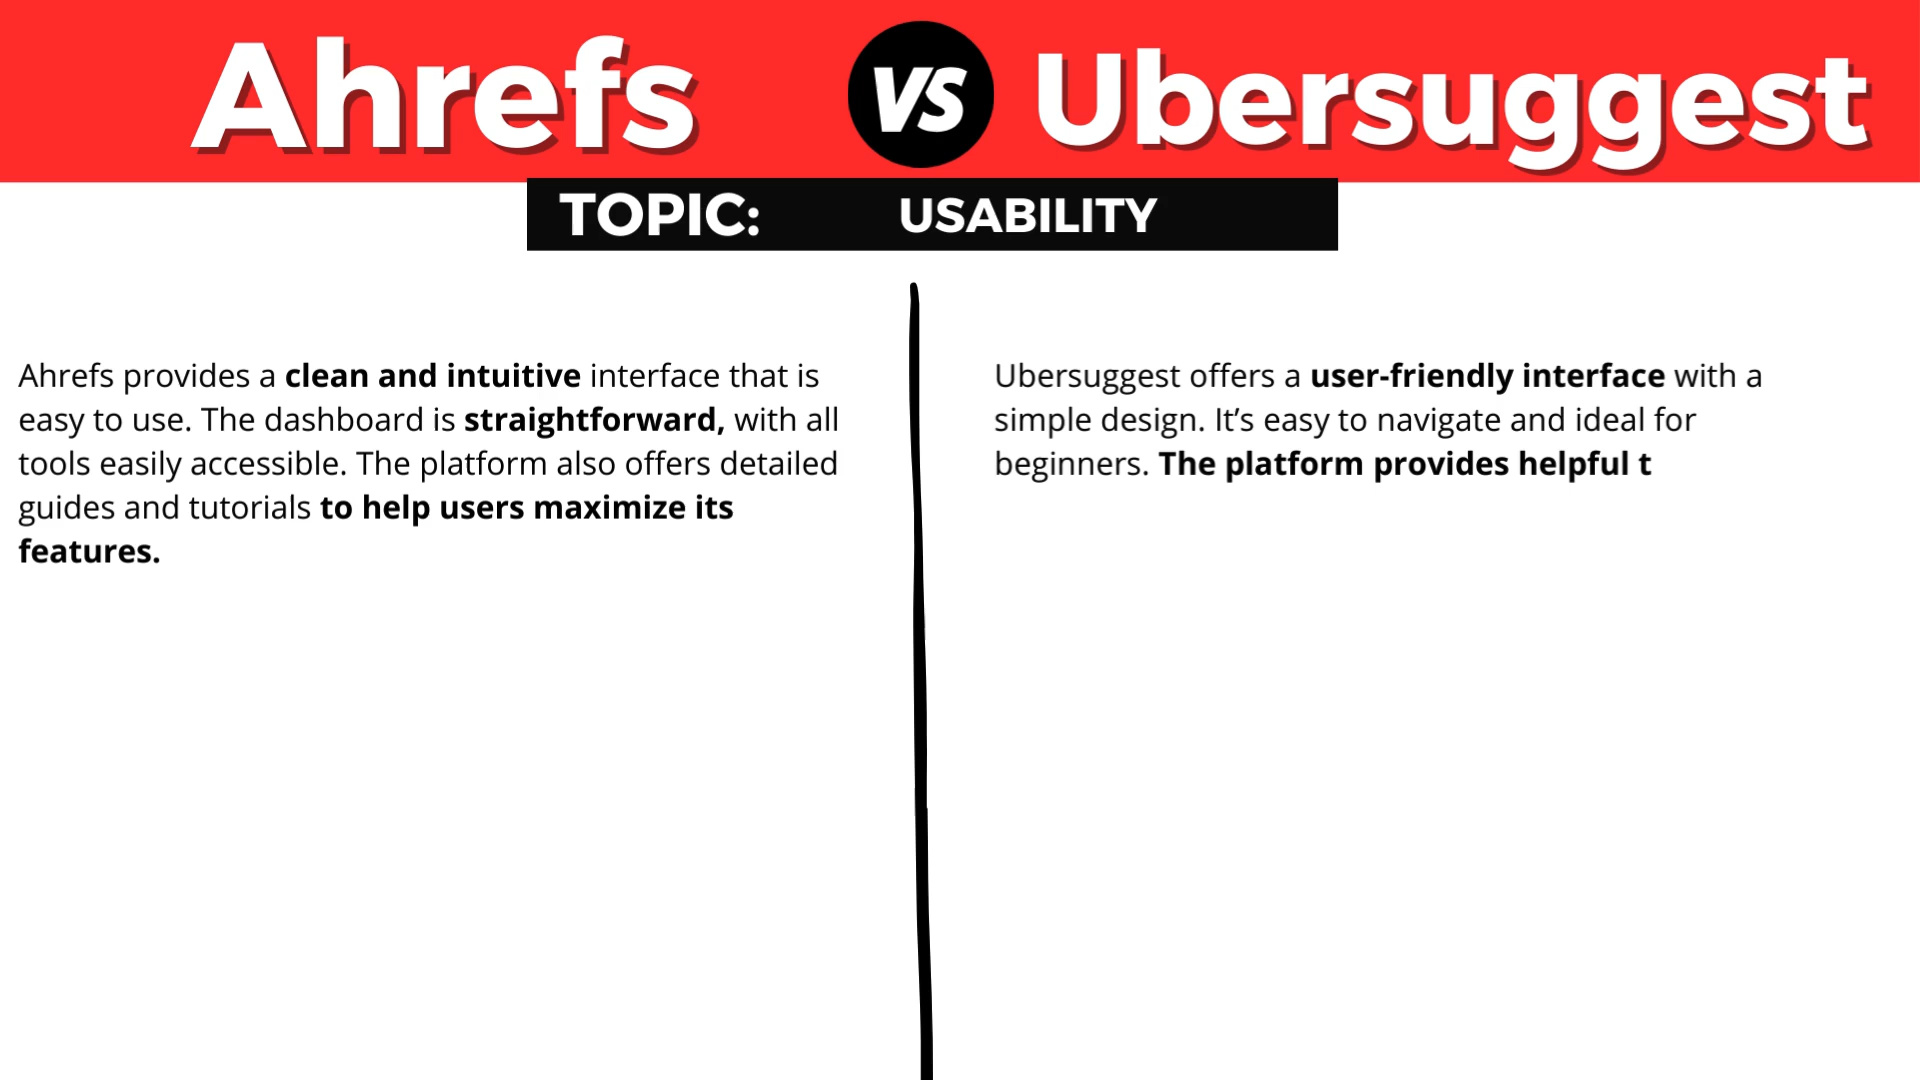 Ahrefs VS Ubersuggest
TOPIC: USABILITY
Ahrefs provides a clean and intuitive interface that is
easy to use. The dashboard is straightforward, with all
tools easily accessible. The platform also offers detailed
guides and tutorials to help users maximize its
features.
Ubersuggest offers a user-friendly interface with a
simple design. It’s easy to navigate and ideal for
beginners. The platform provides helpful t